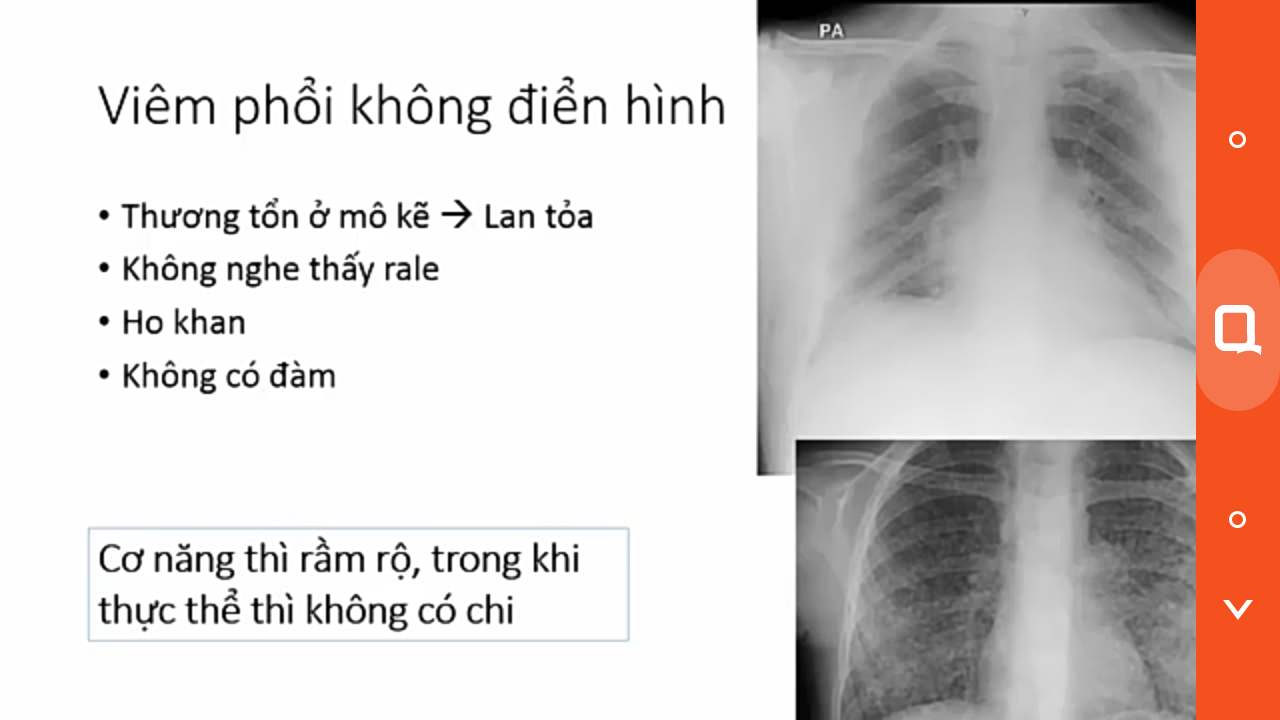 PA
Viêm phổi không điển hình
• Thương tổn ở mô kẽ → Lan tỏa
• Không nghe thấy rale
• Ho khan
• Không có đàm
Cơ năng thì rầm rộ, trong khi
thực thể thì không có chi